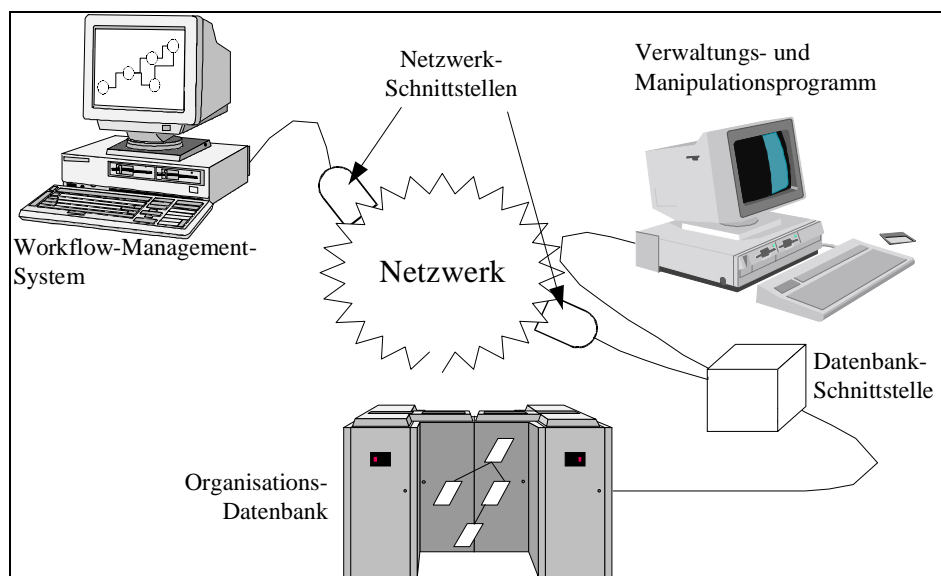 Netzwerk-
Schnittstellen
Verwaltungs- und
Manipulationsprogramm
Workflow-Management-
System
Netzwerk
Datenbank-
Schnittstelle
Organisations-
Datenbank